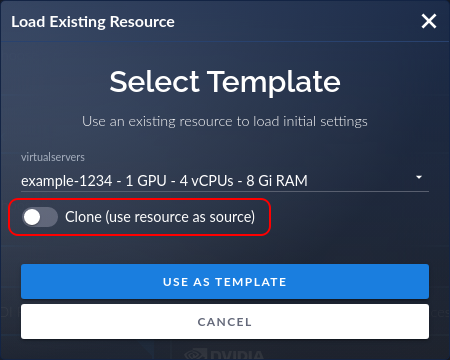 Load Existing Resource
Select Template
Use an existing resource to load initial settings
virtualservers
example-1234 - 1 GPU - 4 vCPUs - 8 Gi RAM
Clone (use resource as source)
USE AS TEMPLATE
CANCEL